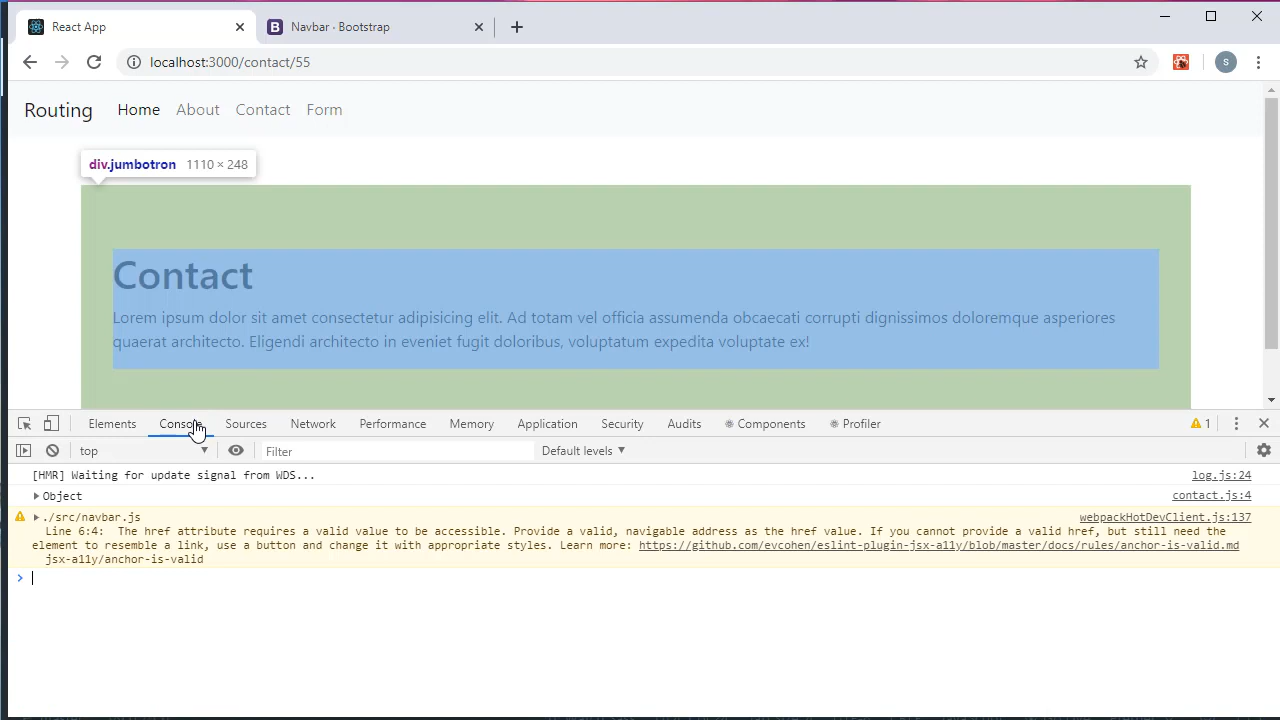 React App
Navbar · Bootstrap
localhost:3000/contact/55
S
Routing
Home
About
Contact
Form
div.jumbotron 1110 × 248
Contact
Lorem ipsum dolor sit amet consectetur adipisicing elit. Ad totam vel officia assumenda obcaecati corrupti dignissimos doloremque asperiores
quaerat architecto. Eligendi architecto in eveniet fugit doloribus, voluptatum expedita voluptate ex!
Elements
Console
Sources
Network
Performance
Memory
Application
Security
Audits
Components
Profiler
1
top
Filter
Default levels
[HMR] Waiting for update signal from WDS...
log.js:24
Object
contact.js:4
./src/navbar.js
webpackHotDevClient.js:137
Line 6:4: The href attribute requires a valid value to be accessible. Provide a valid, navigable address as the href value. If you cannot provide a valid href, but still need the
element to resemble a link, use a button and change it with appropriate styles. Learn more: https://github.com/evcohen/eslint-plugin-jsx-a11y/blob/master/docs/rules/anchor-is-valid.md
jsx-a11y/anchor-is-valid